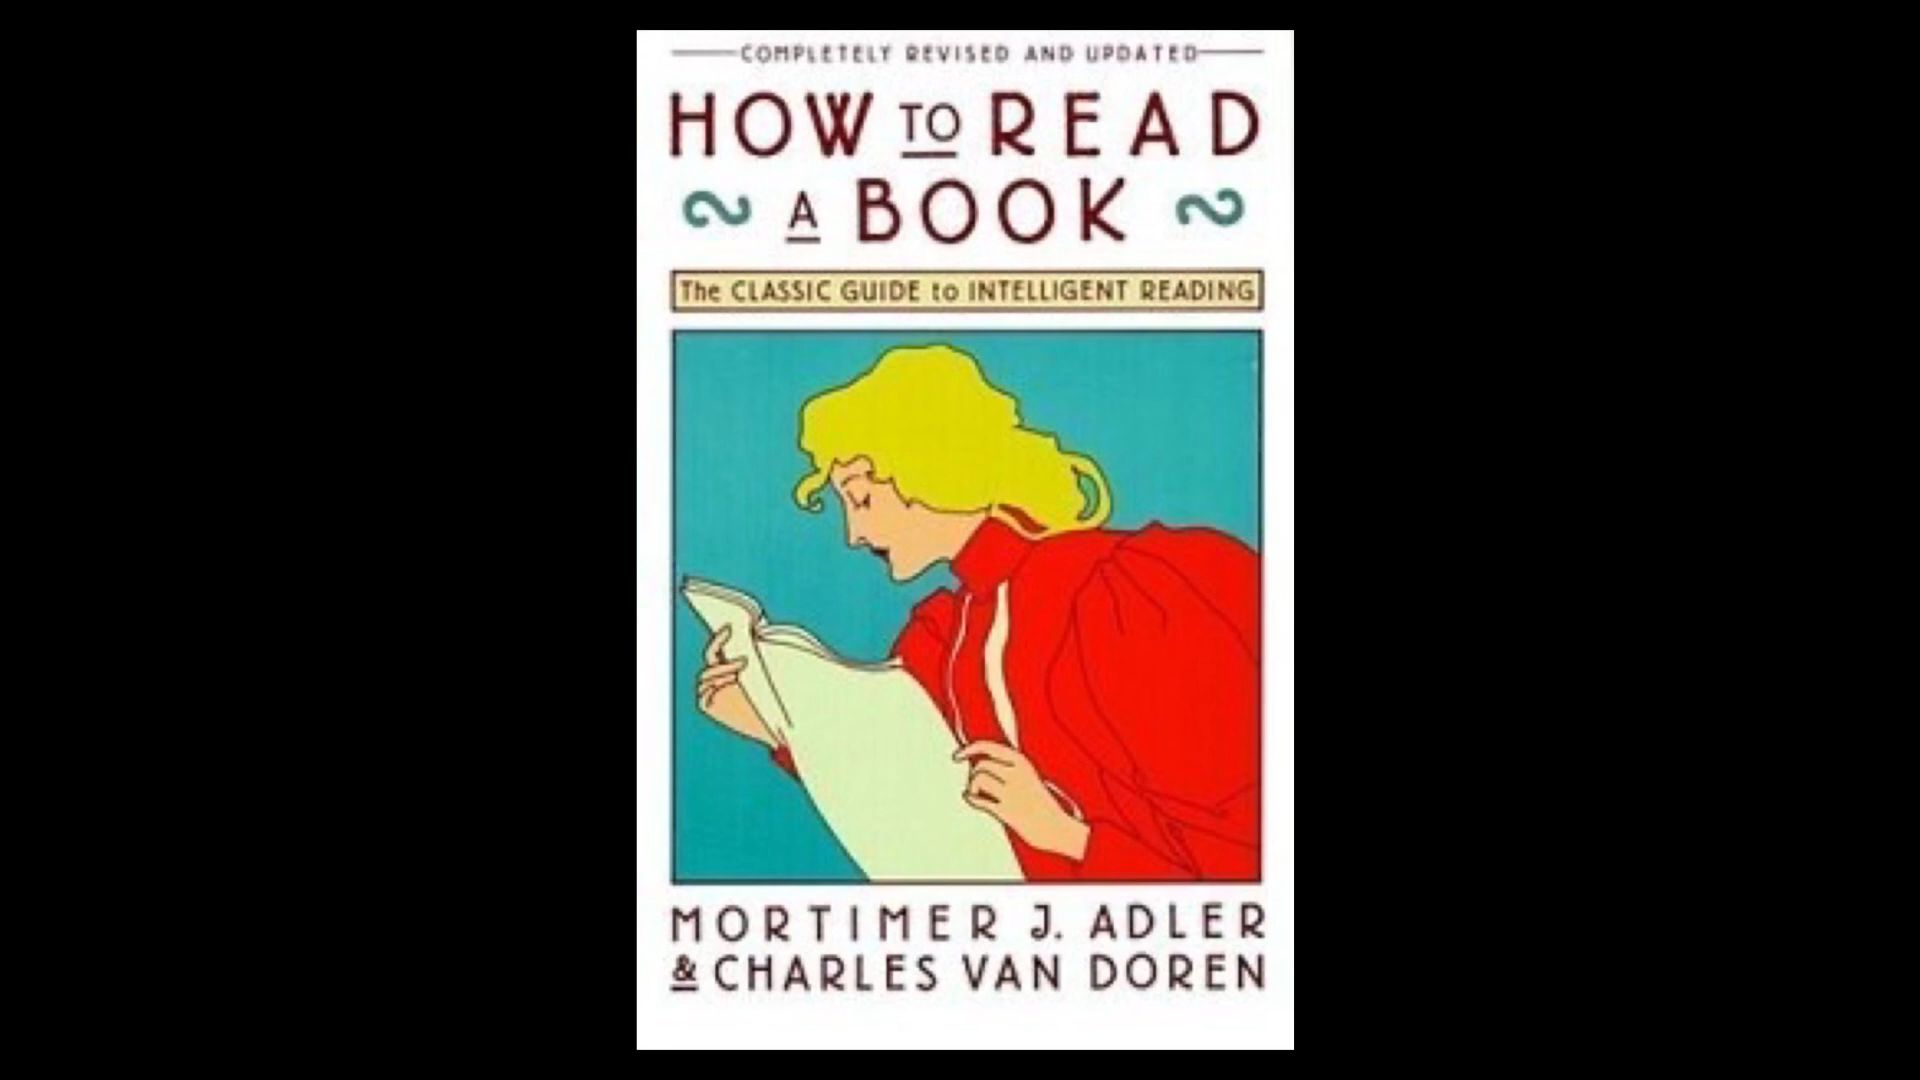 COMPLETELY REVISED AND UPDATED
HOW TO READ
A BOOK
The CLASSIC GUIDE to INTELLIGENT READING
MORTIMER J. ADLER
& CHARLES VAN DOREN